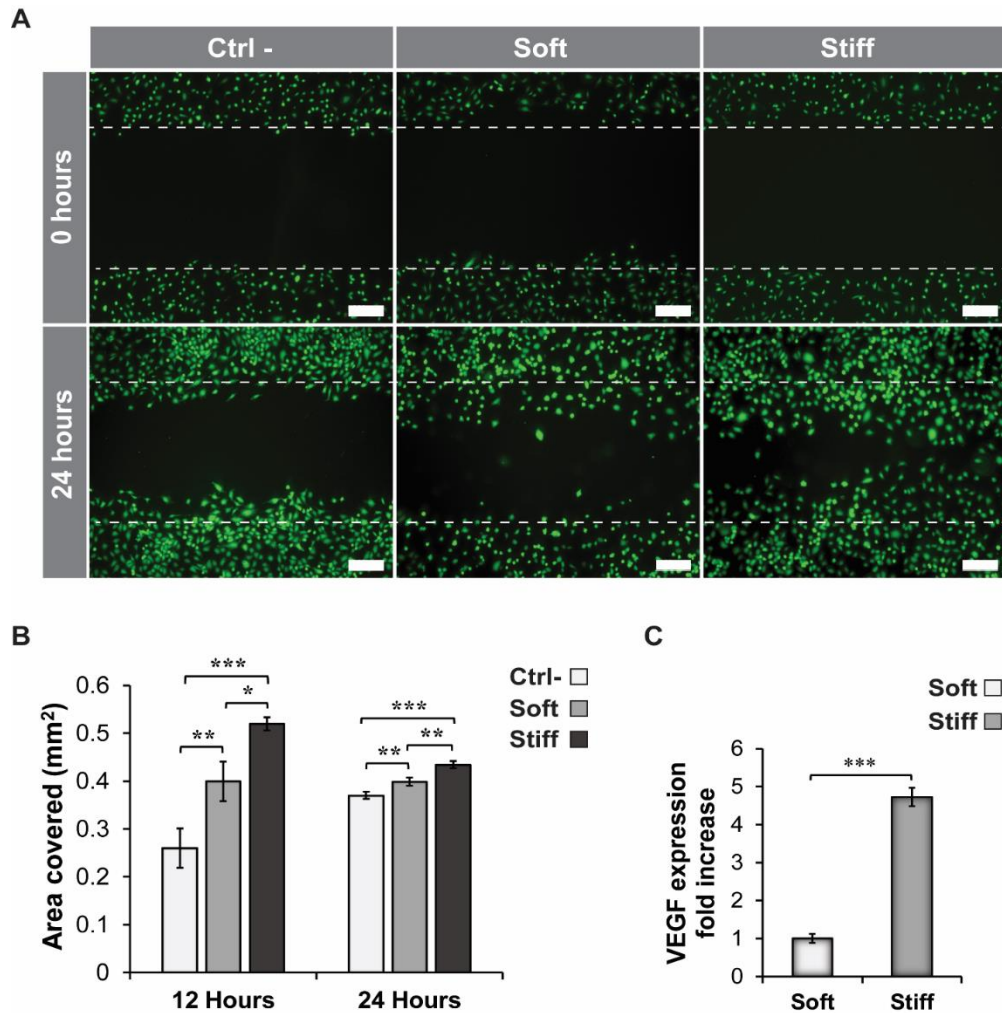 A
Ctrl -
Soft
Stiff
0 hours
24 hours
B
Area covered (mm²)
0.6
0.5
0.4
0.3
0.2
0.1
0
***
**
*
***
**
**
12 Hours
24 Hours
Ctrl-
Soft
Stiff
C
Soft
Stiff
VEGF expression
fold increase
6
5
4
3
2
1
0
***
Soft
Stiff